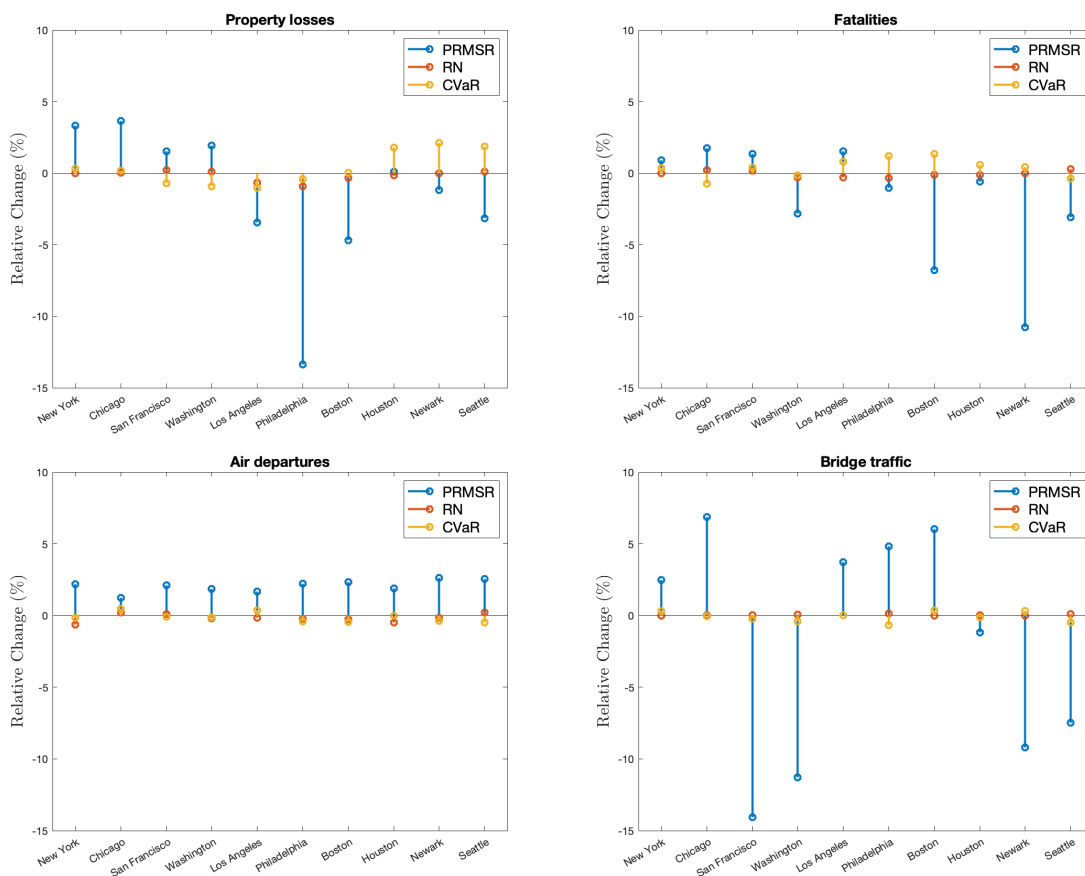 Property losses
10
5
0
-5
-10
-15
Relative Change (%)
PRMSR
RN
CVaR
New York
Chicago
San Francisco
Washington
Los Angeles
Philadelphia
Boston
Houston
Newark
Seattle
Fatalities
10
5
0
-5
-10
-15
Relative Change (%)
PRMSR
RN
CVaR
New York
Chicago
San Francisco
Washington
Los Angeles
Philadelphia
Boston
Houston
Newark
Seattle
Air departures
10
5
0
-5
-10
-15
Relative Change (%)
PRMSR
RN
CVaR
New York
Chicago
San Francisco
Washington
Los Angeles
Philadelphia
Boston
Houston
Newark
Seattle
Bridge traffic
10
5
0
-5
-10
-15
Relative Change (%)
PRMSR
RN
CVaR
New York
Chicago
San Francisco
Washington
Los Angeles
Philadelphia
Boston
Houston
Newark
Seattle